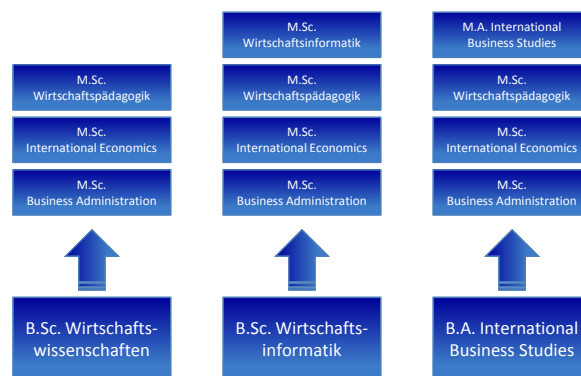 M.Sc.
Wirtschaftspädagogik
M.Sc.
International Economics
M.Sc.
Business Administration
B.Sc. Wirtschafts-
wissenschaften
M.Sc.
Wirtschaftsinformatik
M.Sc.
Wirtschaftspädagogik
M.Sc.
International Economics
M.Sc.
Business Administration
B.Sc. Wirtschafts-
informatik
M.A. International
Business Studies
M.Sc.
Wirtschaftspädagogik
M.Sc.
International Economics
M.Sc.
Business Administration
B.A. International
Business Studies